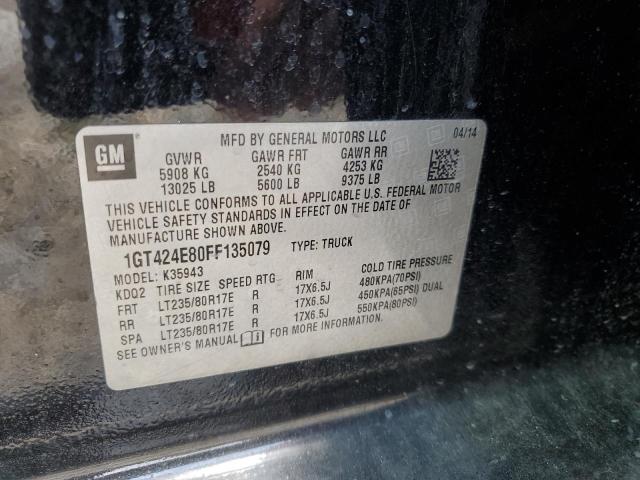 GM
MFD BY GENERAL MOTORS LLC 04/14
GVWR GAWR FRT GAWR RR
5908 KG 2540 KG 4253 KG
13025 LB 5600 LB 9375 LB
THIS VEHICLE CONFORMS TO ALL APPLICABLE U.S. FEDERAL MOTOR
VEHICLE SAFETY STANDARDS IN EFFECT ON THE DATE OF
MANUFACTURE SHOWN ABOVE.
1GT424E80FF135079 TYPE: TRUCK
MODEL: K35943
KDQ2 TIRE SIZE SPEED RTG RIM COLD TIRE PRESSURE
FRT LT235/80R17E R 17X6.5J 480KPA(70PSI)
RR LT235/80R17E R 17X6.5J 450KPA(65PSI) DUAL
SPA LT235/80R17E R 17X6.5J 550KPA(80PSI)
SEE OWNER'S MANUAL FOR MORE INFORMATION.